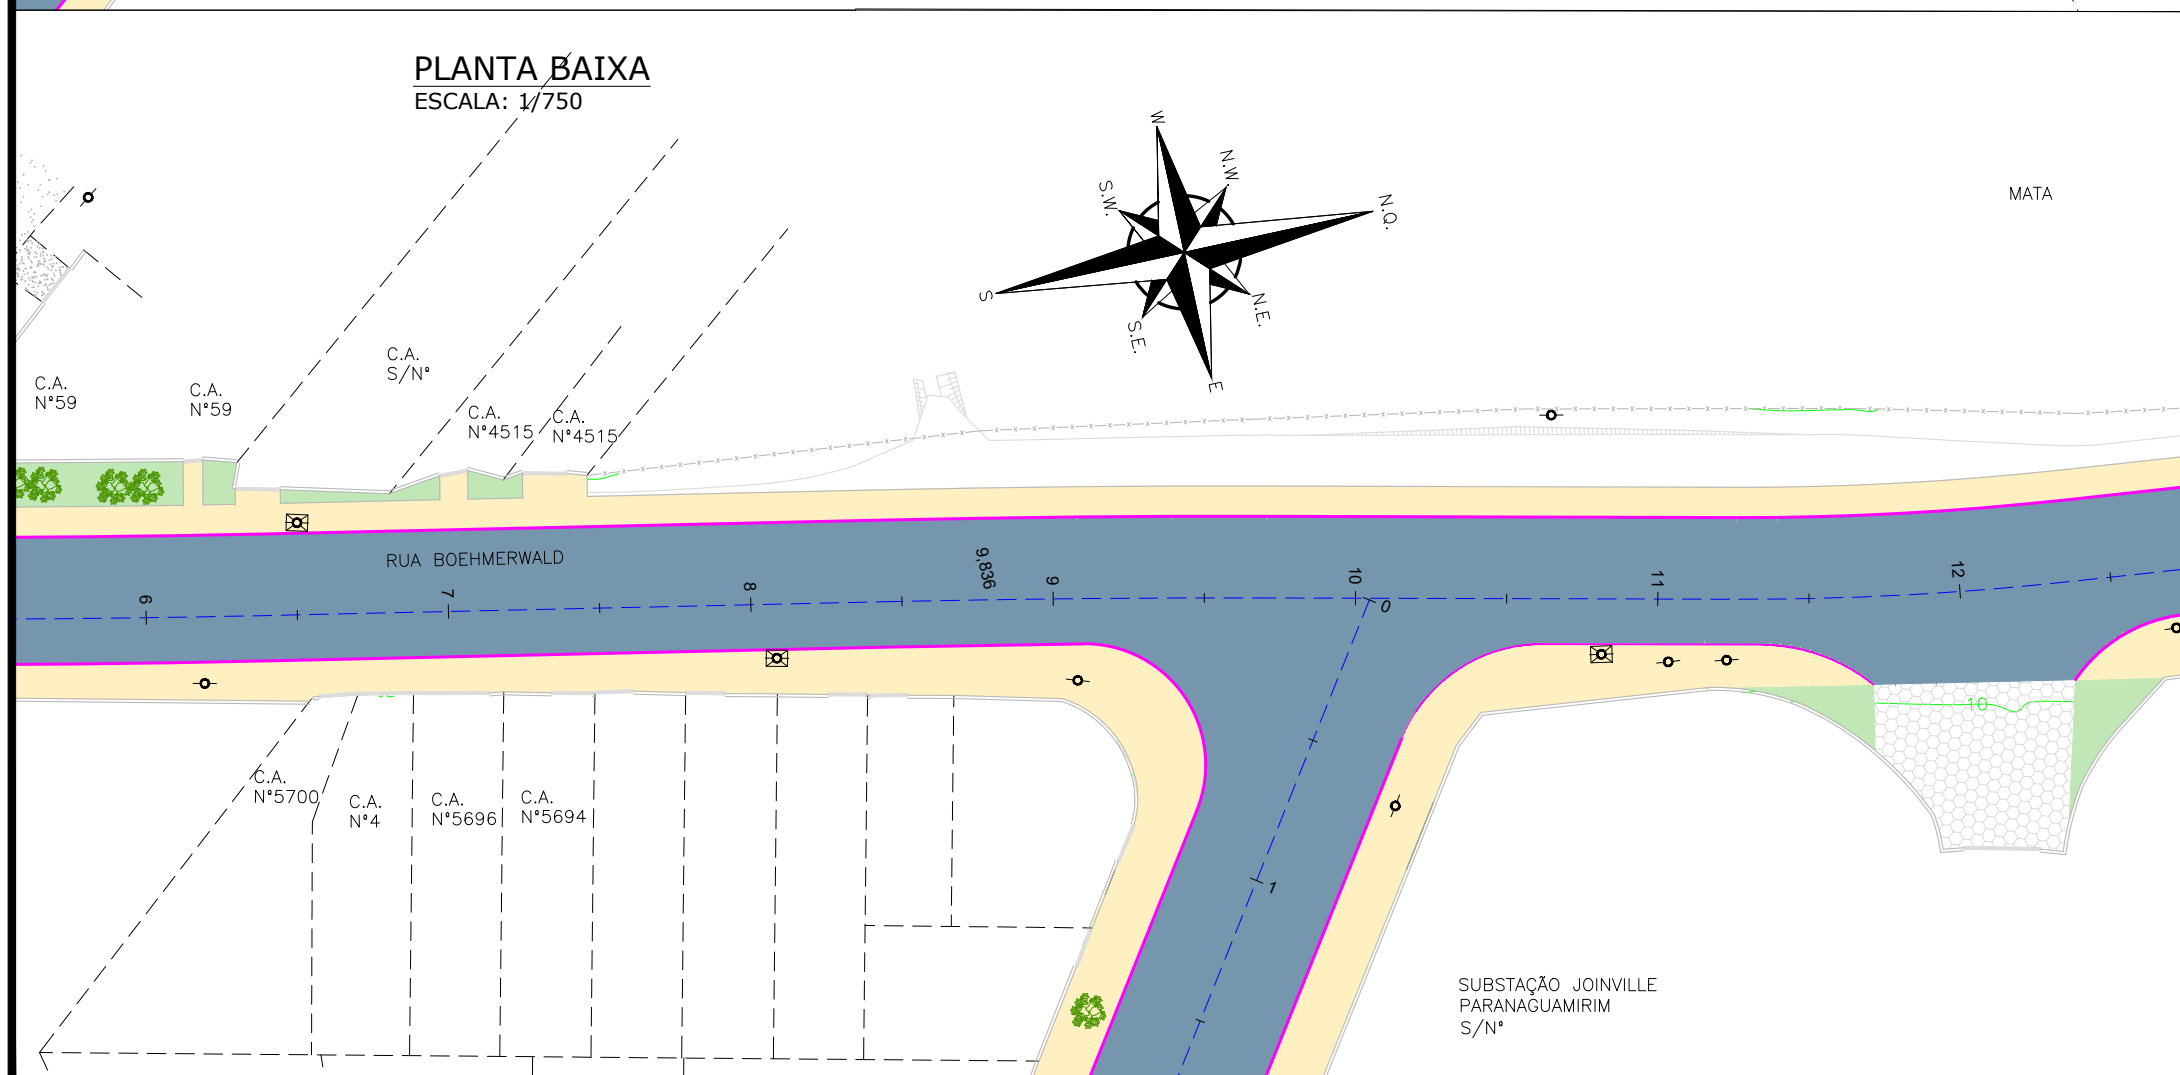 PLANTA BAIXA
ESCALA: 1/750
W
N.W.
S.W.
N.Q.
S
N.E.
S.E.
E
MATA
C.A.
S/N°
C.A.
N°59
C.A.
N°59
C.A.
N°4515
C.A.
N°4515
RUA BOEHMERWALD
6
7
8
9,836
9
10
0
11
12
10
C.A.
N°5700
C.A.
N°4
C.A.
N°5696
C.A.
N°5694
1
SUBSTAÇÃO JOINVILLE
PARANAGUAMIRIM
S/N°